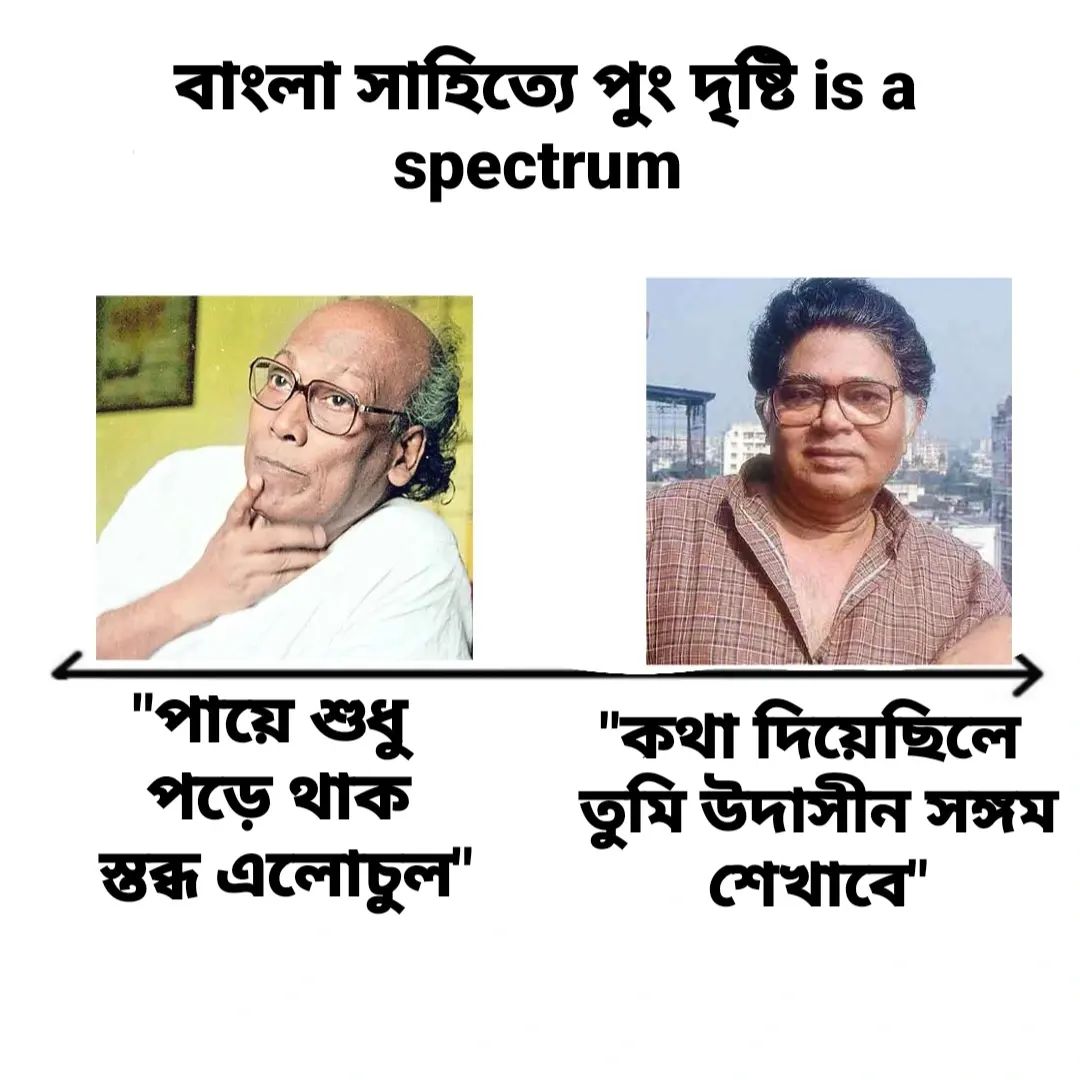 বাংলা সাহিত্যে পুং দৃষ্টি is a
spectrum
"পায়ে শুধু
পড়ে থাক
স্তব্ধ এলোচুল"
"কথা দিয়েছিলে
তুমি উদাসীন সঙ্গম
শেখাবে"